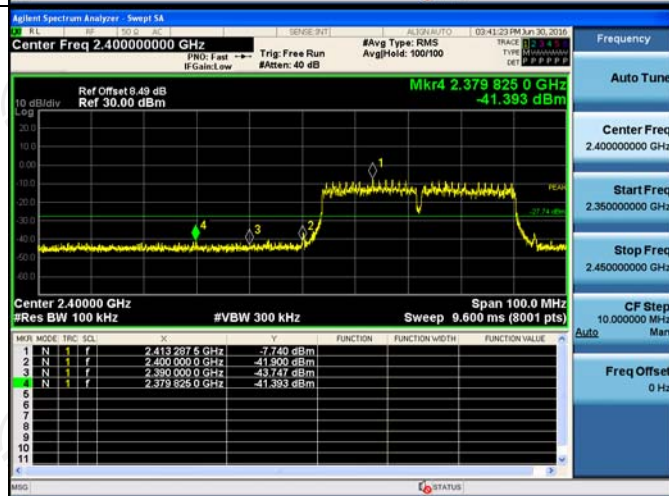 Agilent Spectrum Analyzer - Swept SA
RL RF 50 Ω AC SENSE:INT ALIGN AUTO 03:41:23 PM Jun 30, 2016
Center Freq 2.400000000 GHz #Avg Type: RMS TRACE 1 2 3 4 5 6
PNO: Fast Trig: Free Run Avg|Hold: 100/100 TYPE
IFGain:Low #Atten: 40 dB DET P P P P P P
Mkr4 2.379 825 0 GHz
-41.393 dBm
Ref Offset 8.49 dB
10 dB/div Ref 30.00 dBm
Log
20.0
10.0
0.00
-10.0
-20.0
-30.0
-40.0
-50.0
-60.0
1
2
3
4
PEAK
-27.74 dBm
Center 2.40000 GHz Span 100.0 MHz
#Res BW 100 kHz #VBW 300 kHz Sweep 9.600 ms (8001 pts)
MKR MODE TRC SCL X Y FUNCTION FUNCTION WIDTH FUNCTION VALUE
1 N 1 f 2.413 287 5 GHz -7.740 dBm
2 N 1 f 2.400 000 0 GHz -41.900 dBm
3 N 1 f 2.390 000 0 GHz -43.747 dBm
4 N 1 f 2.379 825 0 GHz -41.393 dBm
5
6
7
8
9
10
11
MSG STATUS
Frequency
Auto Tune
Center Freq
2.400000000 GHz
Start Freq
2.350000000 GHz
Stop Freq
2.450000000 GHz
CF Step
10.000000 MHz
Auto Man
Freq Offset
0 Hz